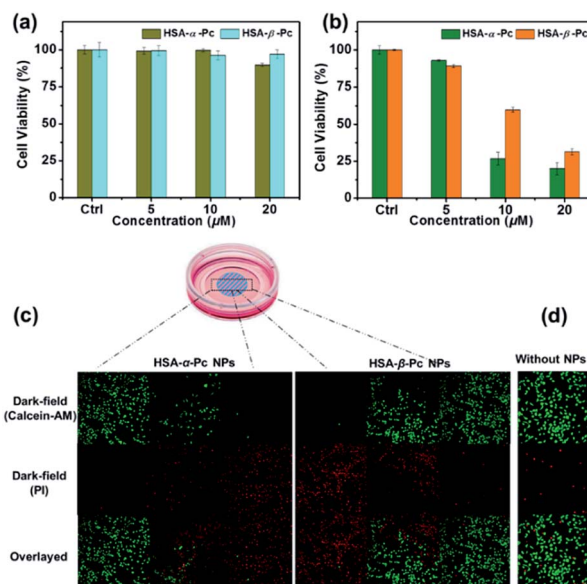 (a)
HSA-α-Pc HSA-β-Pc
Cell Viability (%)
100
75
50
25
0
Ctrl 5 10 20
Concentration (μM)
(b)
HSA-α-Pc HSA-β-Pc
Cell Viability (%)
100
75
50
25
0
Ctrl 5 10 20
Concentration (μM)
(c)
HSA-α-Pc NPs HSA-β-Pc NPs
Dark-field
(Calcein-AM)
Dark-field
(PI)
Overlayed
(d)
Without NPs